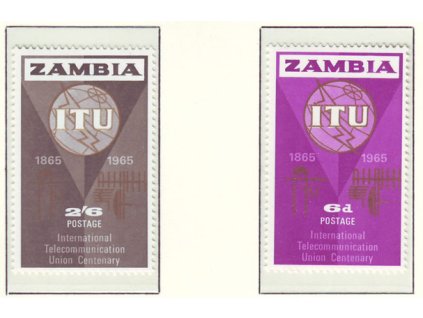 ZAMBIA
ITU
1865 1965
2/6
POSTAGE
International
Telecommunication
Union Centenary
ZAMBIA
ITU
1865 1965
6d
POSTAGE
International
Telecommunication
Union Centenary